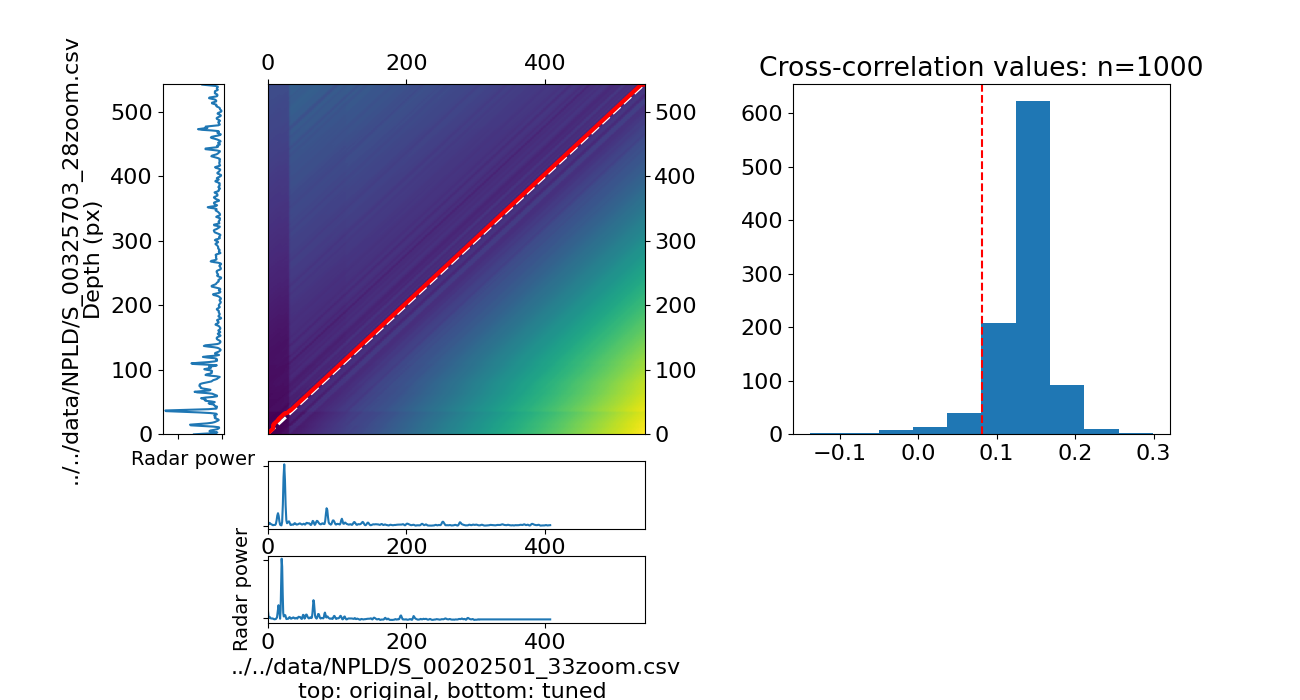 ../../data/NPLD/S_00325703_28zoom.csv
Depth (px)
0 200 400
500
400
300
200
100
0
500
400
300
200
100
0
Radar power
0 200 400
Radar power
0 200 400
../../data/NPLD/S_00202501_33zoom.csv
top: original, bottom: tuned
Cross-correlation values: n=1000
600
500
400
300
200
100
0
−0.1 0.0 0.1 0.2 0.3